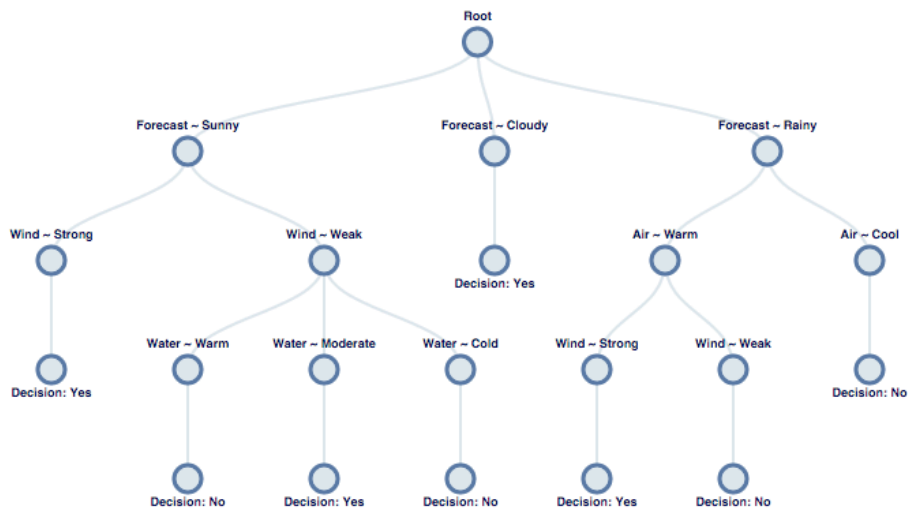 Root
Forecast ~ Sunny
Forecast ~ Cloudy
Forecast ~ Rainy
Wind ~ Strong
Wind ~ Weak
Air ~ Warm
Air ~ Cool
Decision: Yes
Water ~ Warm
Water ~ Moderate
Water ~ Cold
Wind ~ Strong
Wind ~ Weak
Decision: Yes
Decision: No
Decision: No
Decision: Yes
Decision: No
Decision: Yes
Decision: No